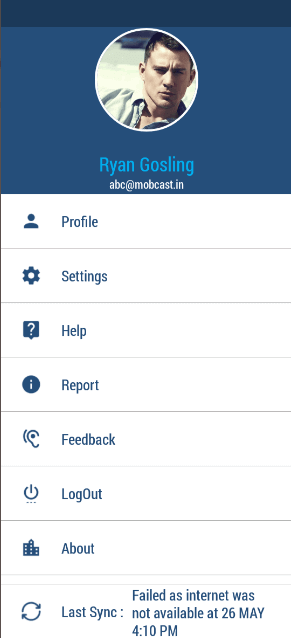 Ryan Gosling
abc@mobcast.in
Profile
Settings
Help
Report
Feedback
LogOut
About
Last Sync : Failed as internet was
not available at 26 MAY
4:10 PM